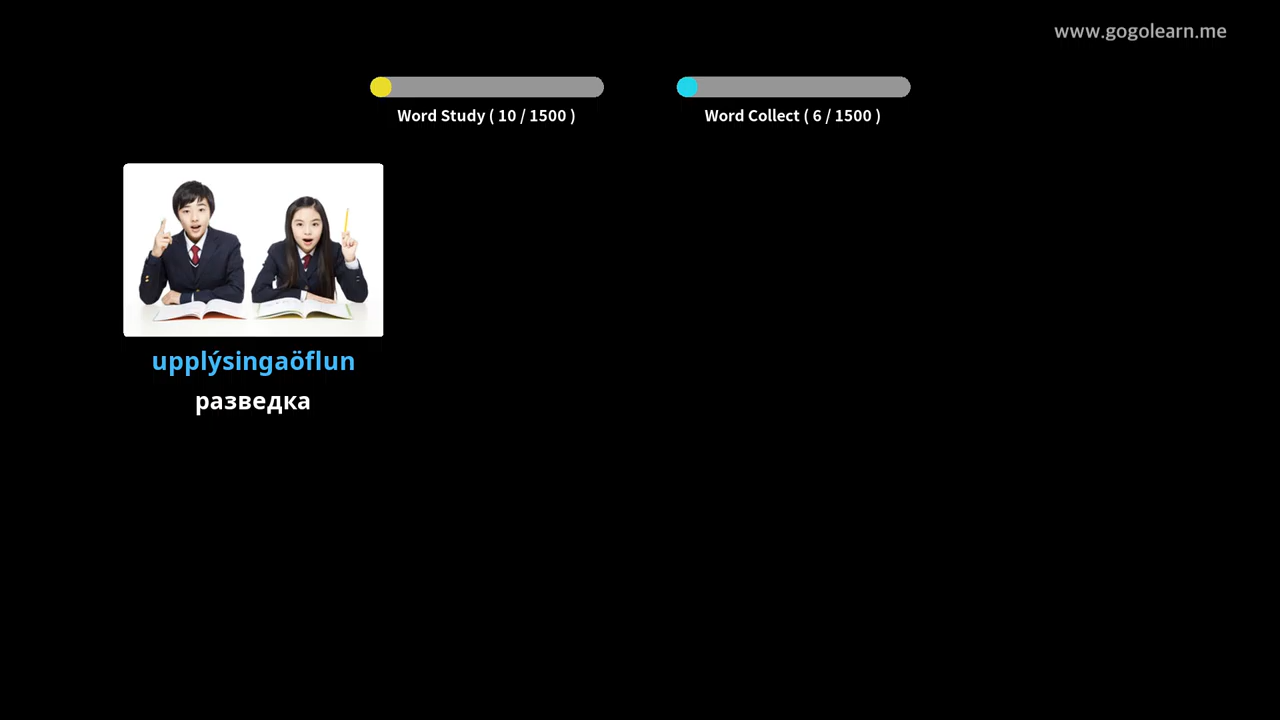 www.gogolearn.me
Word Study ( 10 / 1500 )
Word Collect ( 6 / 1500 )
upplýsingaöflun
разведка